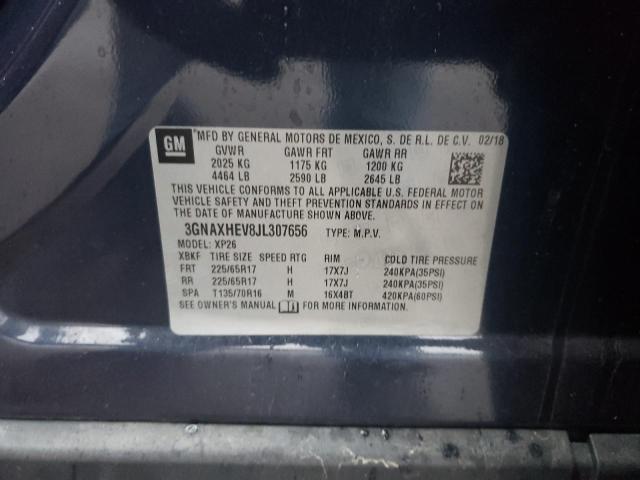 GM MFD BY GENERAL MOTORS DE MEXICO, S. DE R.L. DE C.V. 02/18
GVWR GAWR FRT GAWR RR
2025 KG 1175 KG 1200 KG
4464 LB 2590 LB 2645 LB
THIS VEHICLE CONFORMS TO ALL APPLICABLE U.S. FEDERAL MOTOR
VEHICLE SAFETY AND THEFT PREVENTION STANDARDS IN EFFECT ON
THE DATE OF MANUFACTURE SHOWN ABOVE.
3GNAXHEV8JL307656 TYPE: M.P.V.
MODEL: XP26
XBKF TIRE SIZE SPEED RTG RIM COLD TIRE PRESSURE
FRT 225/65R17 H 17X7J 240KPA(35PSI)
RR 225/65R17 H 17X7J 240KPA(35PSI)
SPA T135/70R16 M 16X4BT 420KPA(60PSI)
SEE OWNER'S MANUAL FOR MORE INFORMATION.